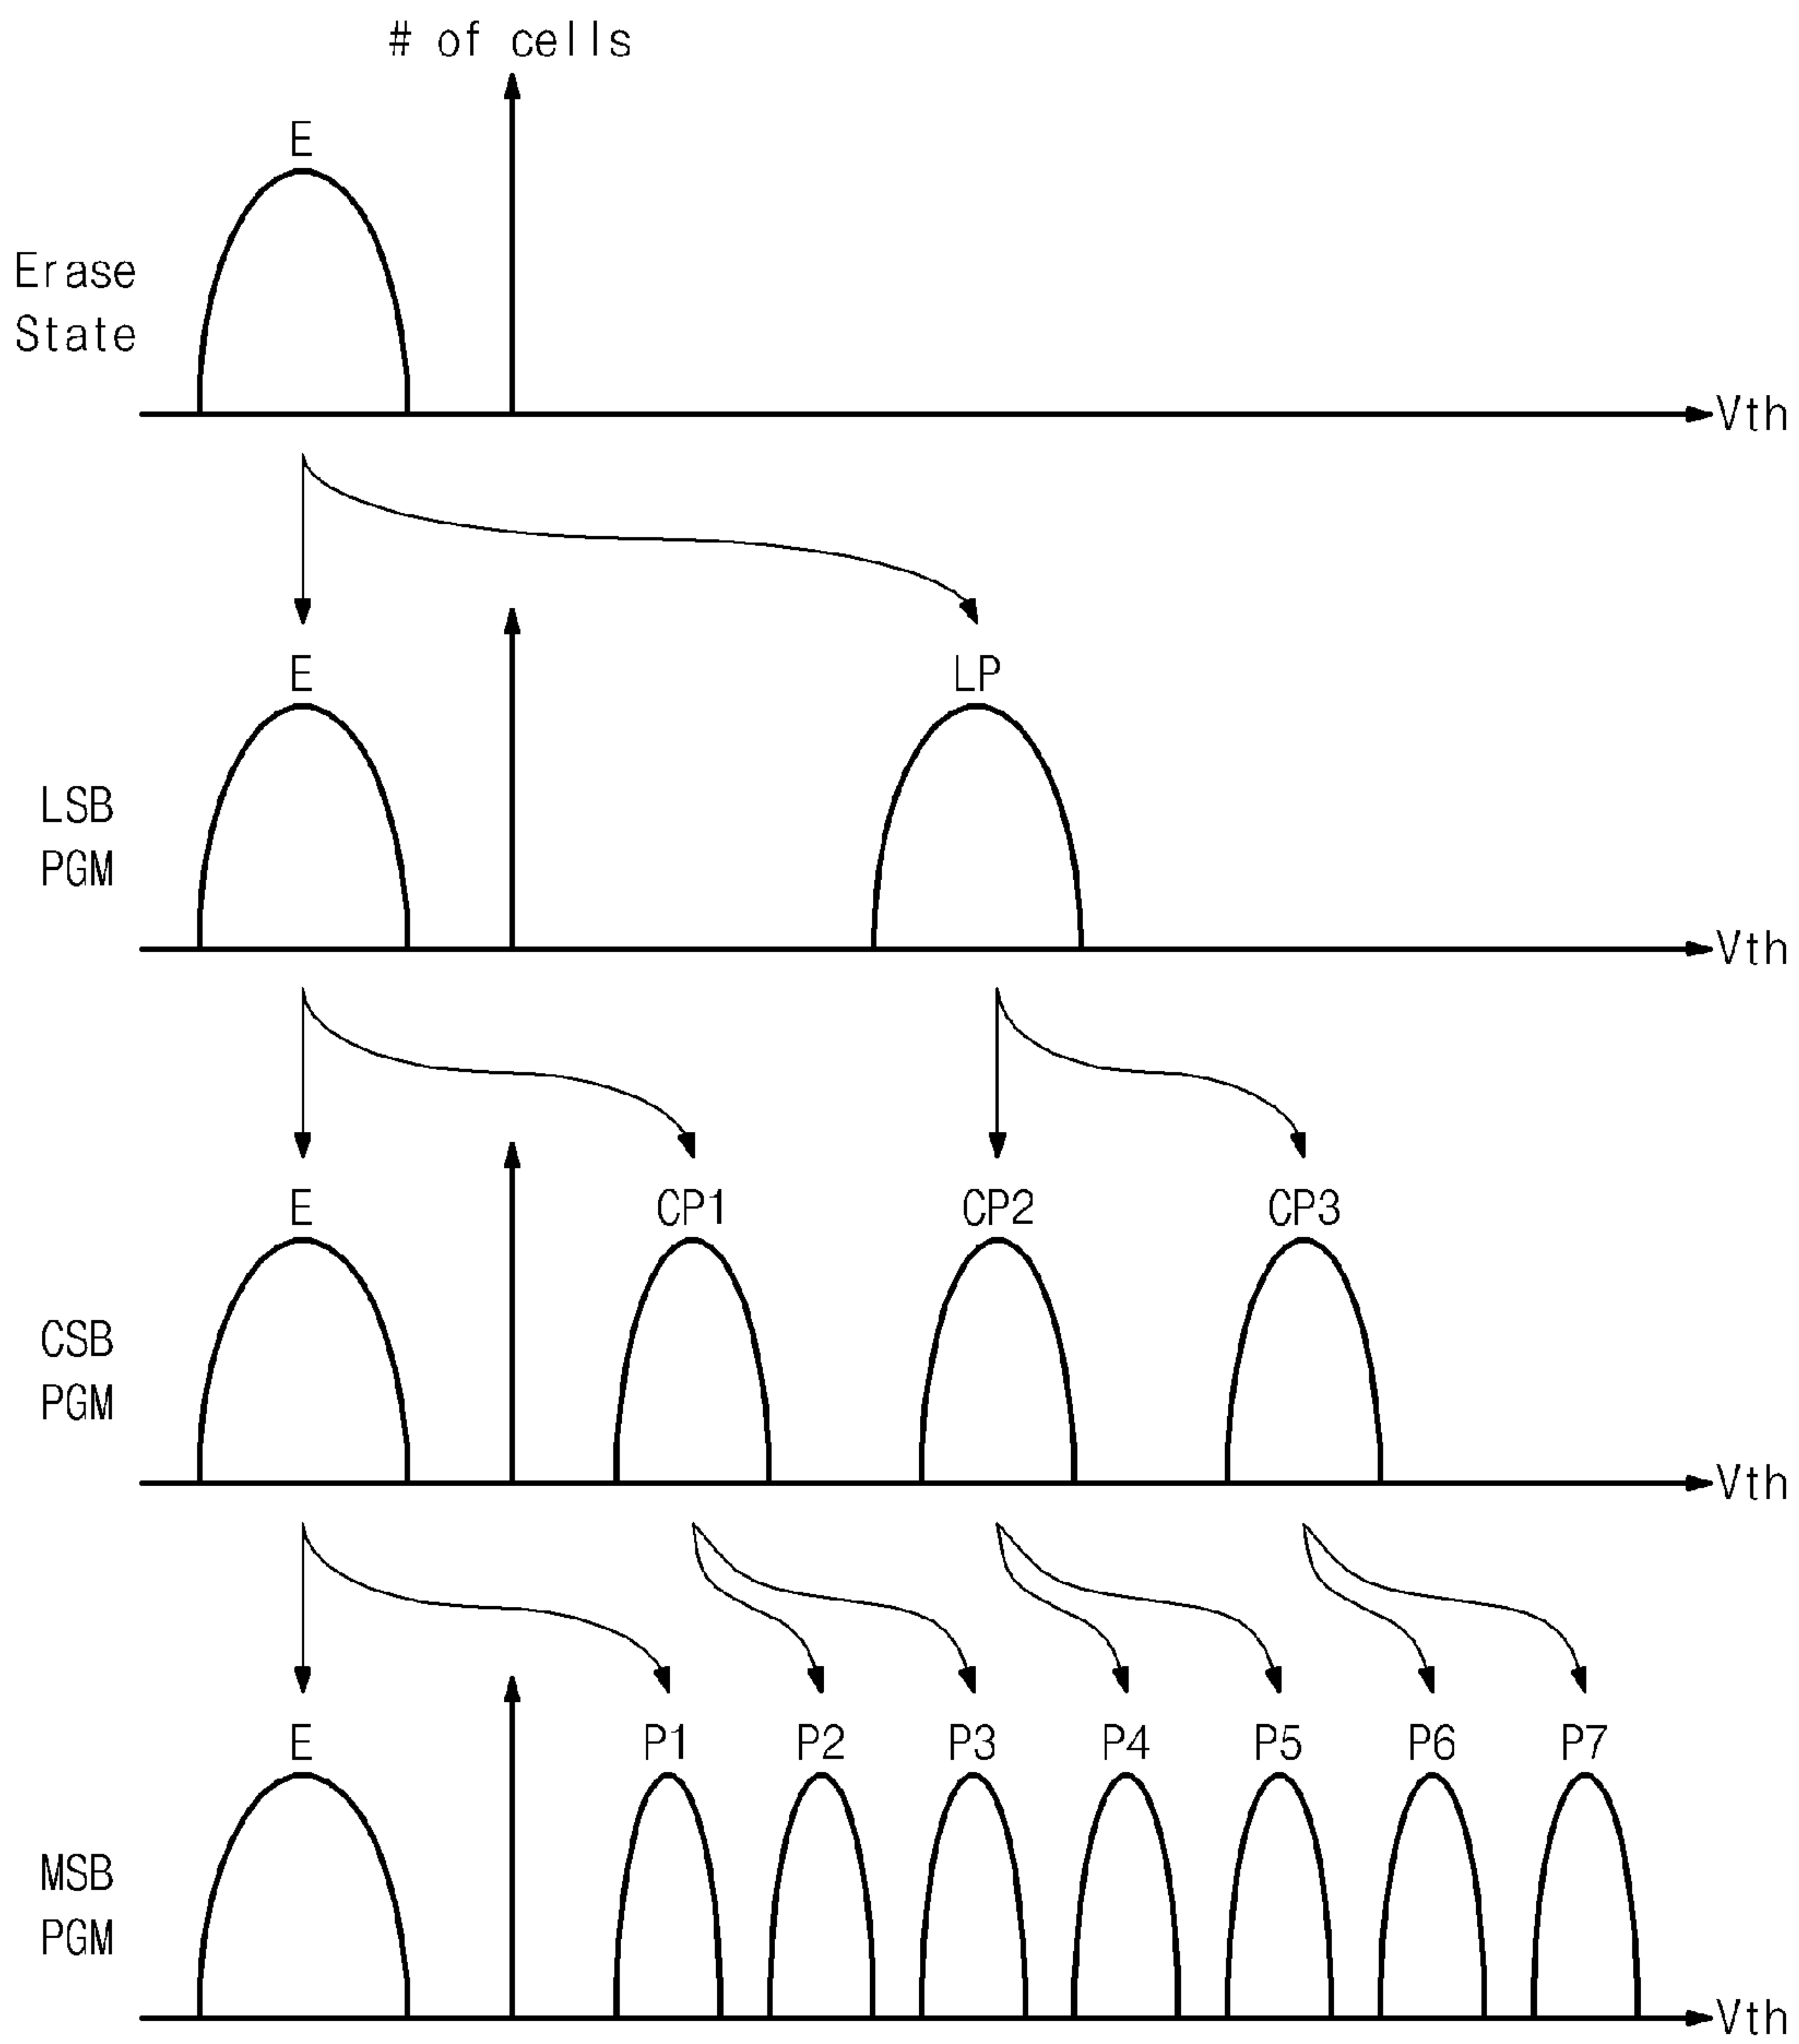 # of cells
E
Erase
State
Vth
E
LP
LSB
PGM
Vth
E
CP1
CP2
CP3
CSB
PGM
Vth
E
P1
P2
P3
P4
P5
P6
P7
MSB
PGM
Vth